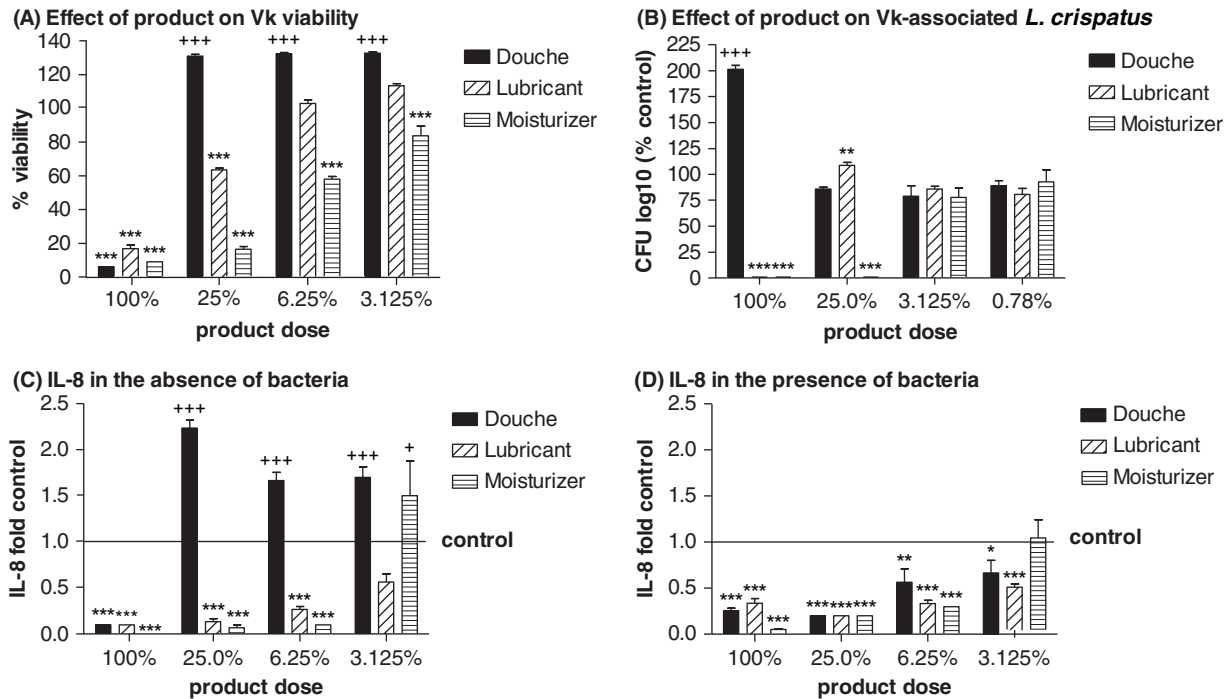 (A) Effect of product on Vk viability
+++ +++ +++
140
120
100
80
60
40
20
0
% viability
*** *** *** *** *** *** ***
100% 25% 6.25% 3.125%
product dose
Douche
Lubricant
Moisturizer
(B) Effect of product on Vk-associated L. crispatus
225
200
175
150
125
100
75
50
25
0
CFU log10 (% control)
+++
****** ** ***
100% 25.0% 3.125% 0.78%
product dose
Douche
Lubricant
Moisturizer
(C) IL-8 in the absence of bacteria
2.5
2.0
1.5
1.0
0.5
0.0
IL-8 fold control
+++ +++ +++ +
*** *** *** *** *** *** ***
100% 25.0% 6.25% 3.125%
product dose
Douche
Lubricant
Moisturizer
control
(D) IL-8 in the presence of bacteria
2.5
2.0
1.5
1.0
0.5
0.0
IL-8 fold control
*** *** *** *** *** *** ** *** *** * ***
100% 25.0% 6.25% 3.125%
product dose
Douche
Lubricant
Moisturizer
control